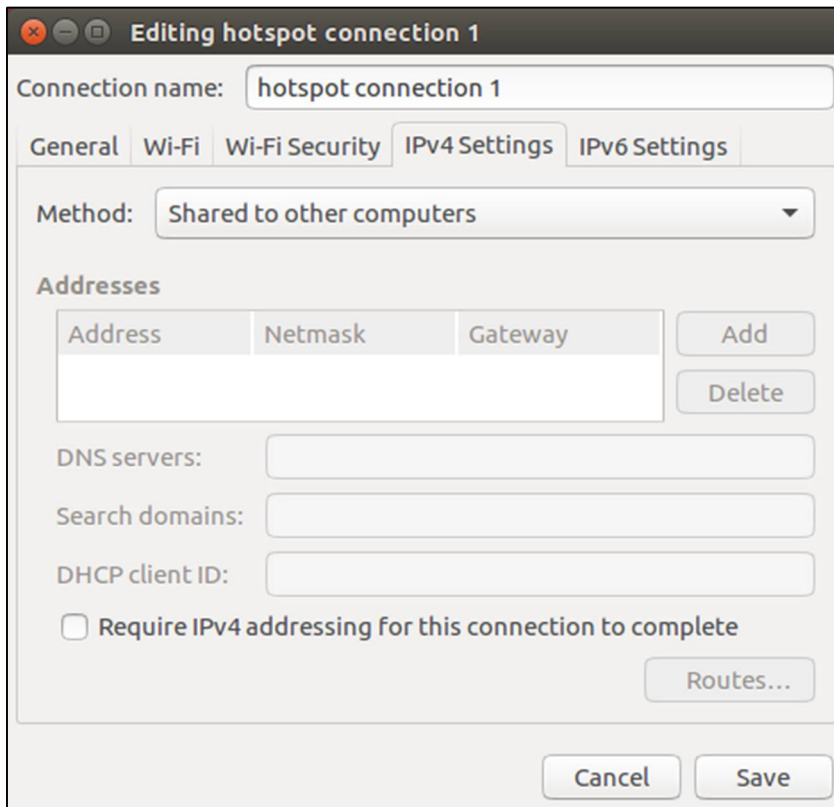 Editing hotspot connection 1
Connection name: hotspot connection 1
General Wi-Fi Wi-Fi Security IPv4 Settings IPv6 Settings
Method: Shared to other computers
Addresses
Address Netmask Gateway Add
Delete
DNS servers:
Search domains:
DHCP client ID:
Require IPv4 addressing for this connection to complete
Routes...
Cancel Save